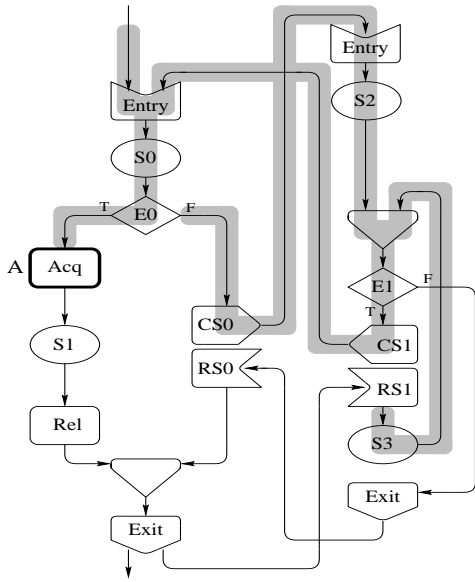 Entry
Entry
S2
S0
T
E0
F
A
Acq
E1
F
T
CS0
S1
CS1
RS0
RS1
Rel
S3
Exit
Exit